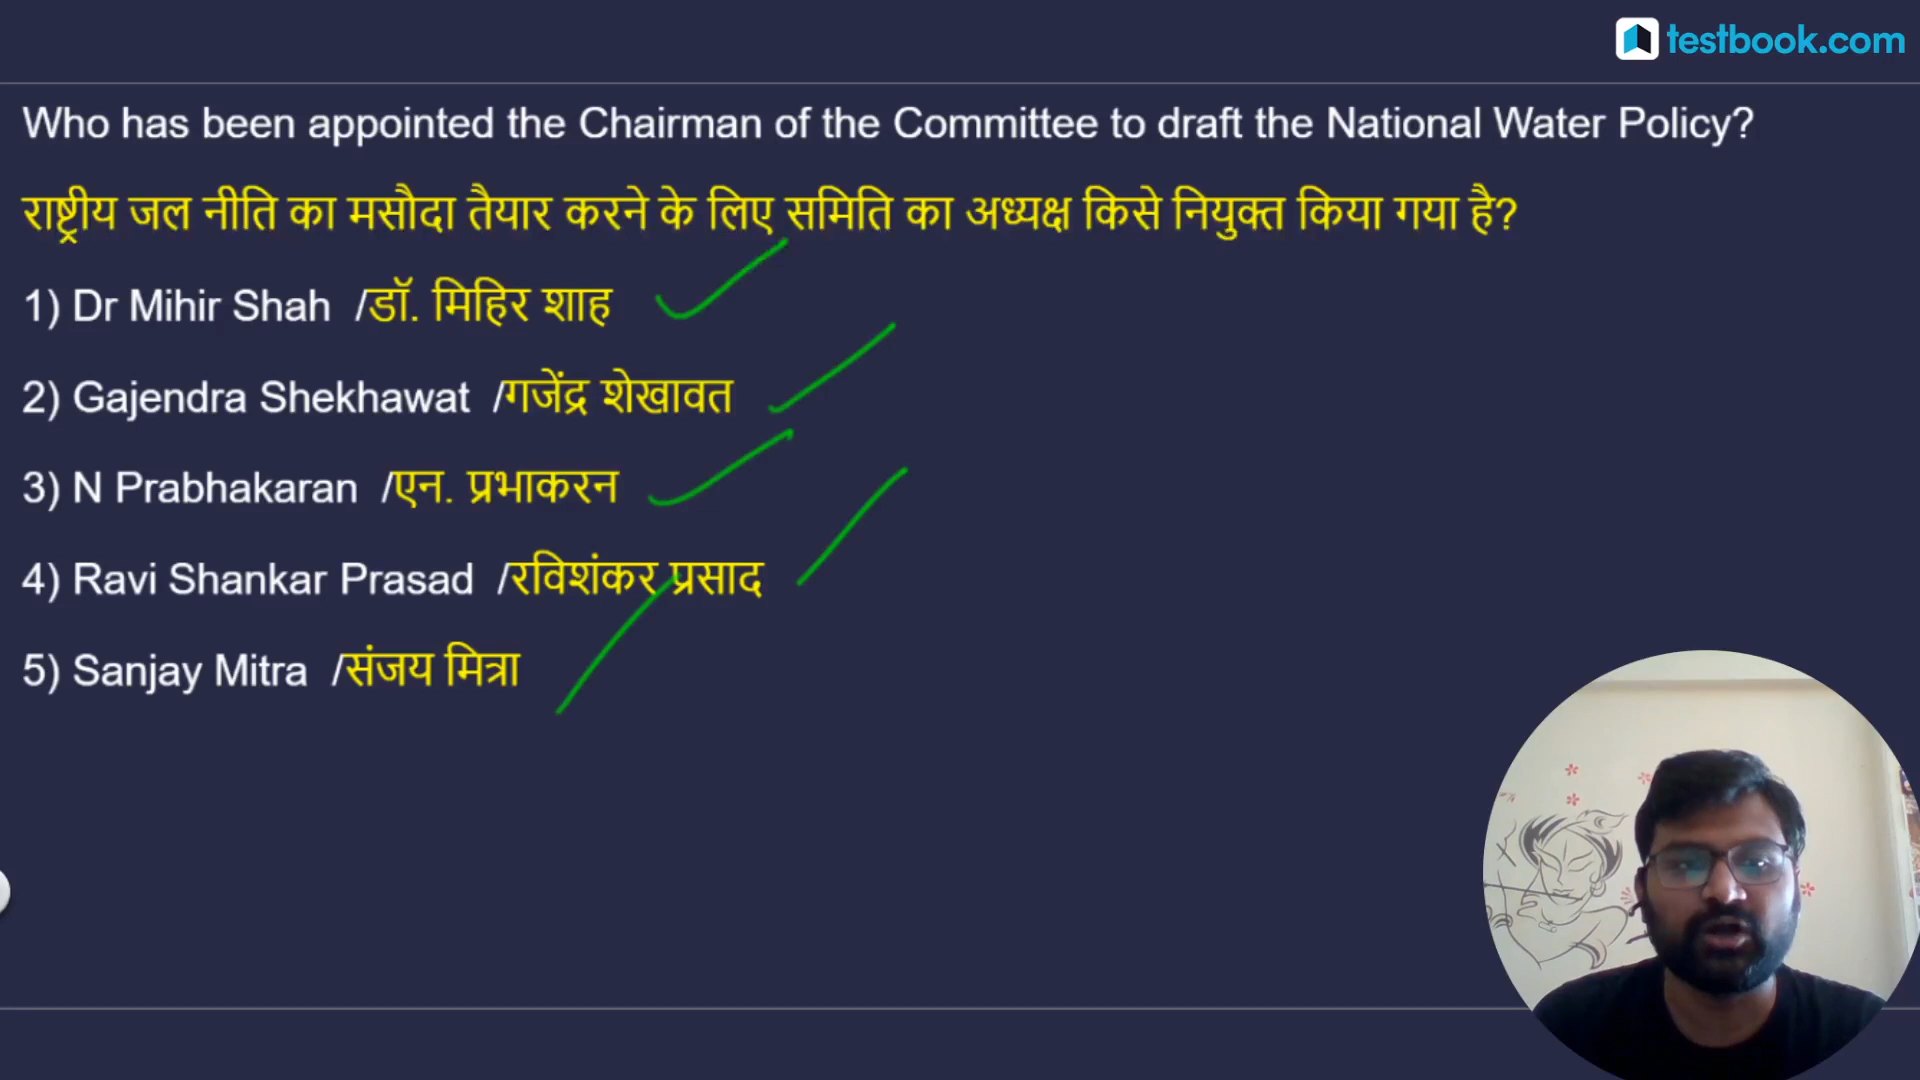 testbook.com
Who has been appointed the Chairman of the Committee to draft the National Water Policy?
राष्ट्रीय जल नीति का मसौदा तैयार करने के लिए समिति का अध्यक्ष किसे नियुक्त किया गया है?
1) Dr Mihir Shah /डॉ. मिहिर शाह
2) Gajendra Shekhawat /गजेंद्र शेखावत
3) N Prabhakaran /एन. प्रभाकरन
4) Ravi Shankar Prasad /रविशंकर प्रसाद
5) Sanjay Mitra /संजय मित्रा